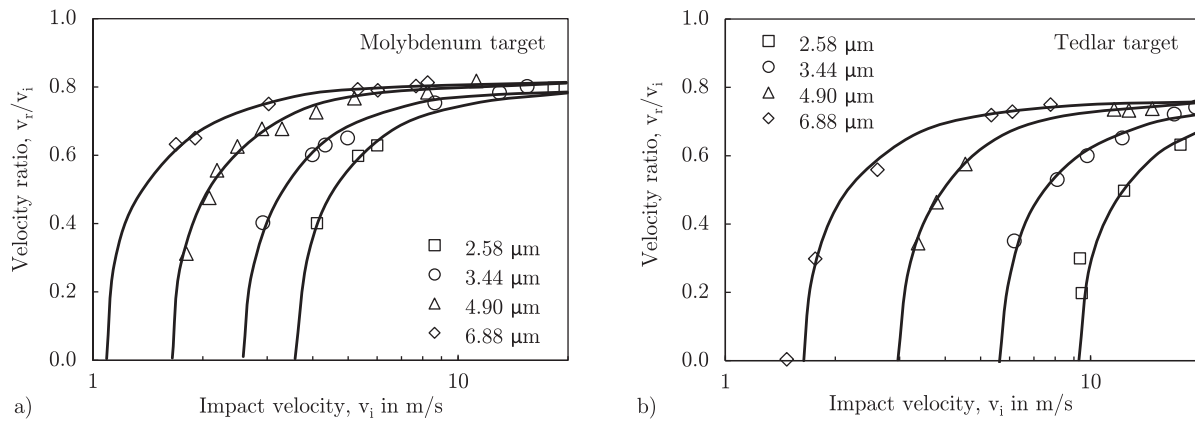 1.0
0.8
0.6
0.4
0.2
0.0
Velocity ratio, vᵣ/vᵢ
Molybdenum target
2.58 µm
3.44 µm
4.90 µm
6.88 µm
1
10
Impact velocity, vᵢ in m/s
a)
1.0
0.8
0.6
0.4
0.2
0.0
Velocity ratio, vᵣ/vᵢ
2.58 µm
3.44 µm
4.90 µm
6.88 µm
Tedlar target
1
10
Impact velocity, vᵢ in m/s
b)